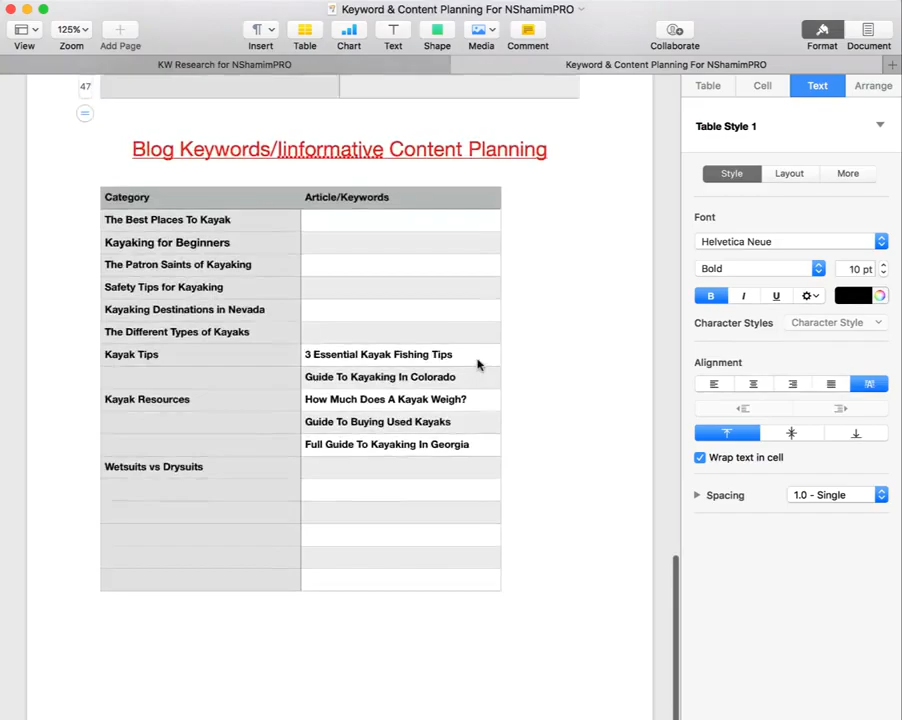 Keyword & Content Planning For NShamimPRO
125%
View
Zoom
Add Page
Insert
Table
Chart
Text
Shape
Media
Comment
Collaborate
Format
Document
KW Research for NShamimPRO
Keyword & Content Planning For NShamimPRO
47
Blog Keywords/Iinformative Content Planning
Category Article/Keywords
The Best Places To Kayak
Kayaking for Beginners
The Patron Saints of Kayaking
Safety Tips for Kayaking
Kayaking Destinations in Nevada
The Different Types of Kayaks
Kayak Tips 3 Essential Kayak Fishing Tips
Guide To Kayaking In Colorado
Kayak Resources How Much Does A Kayak Weigh?
Guide To Buying Used Kayaks
Full Guide To Kayaking In Georgia
Wetsuits vs Drysuits
Table
Cell
Text
Arrange
Table Style 1
Style
Layout
More
Font
Helvetica Neue
Bold
10 pt
B
I
U
Character Styles
Character Style
Alignment
Wrap text in cell
Spacing
1.0 - Single